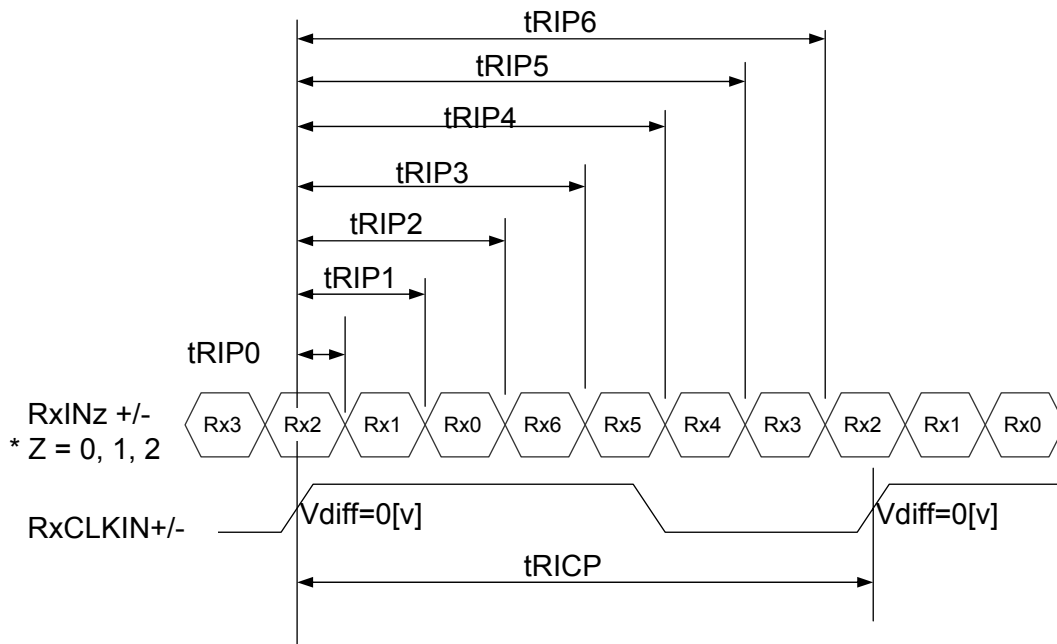 tRIP6
tRIP5
tRIP4
tRIP3
tRIP2
tRIP1
tRIP0
RxINz +/-
* Z = 0, 1, 2
Rx3 Rx2 Rx1 Rx0 Rx6 Rx5 Rx4 Rx3 Rx2 Rx1 Rx0
RxCLKIN+/-
Vdiff=0[v] Vdiff=0[v]
tRICP